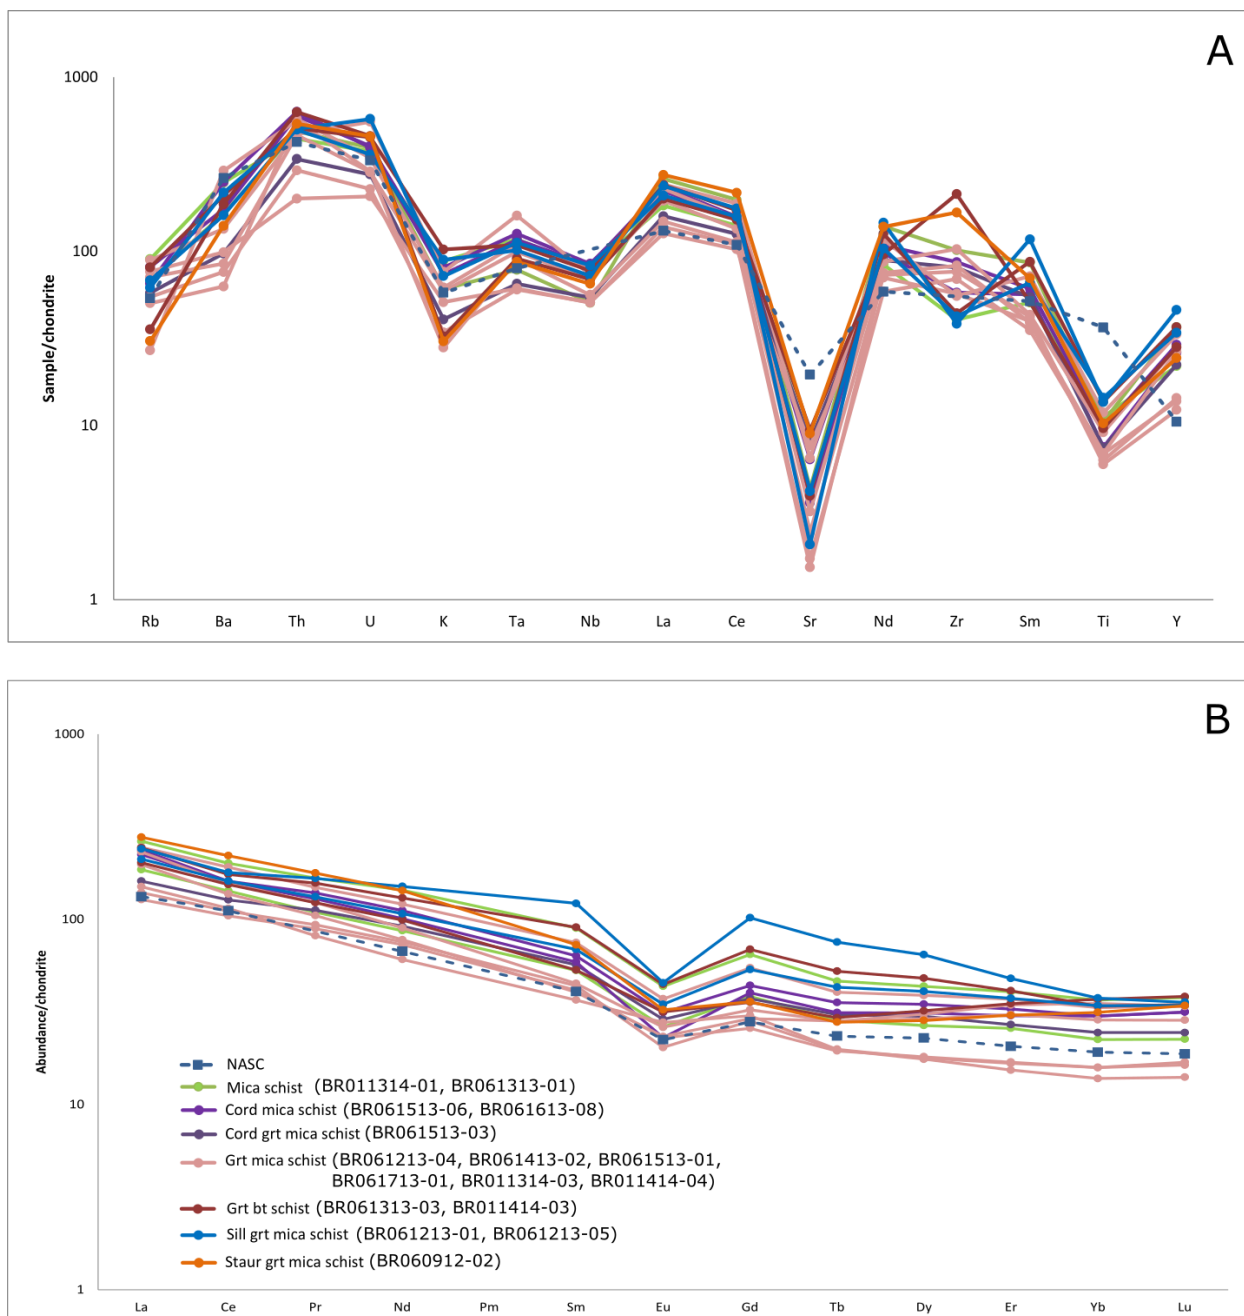 A
1000
100
10
1
Sample/chondrite
Rb Ba Th U K Ta Nb La Ce Sr Nd Zr Sm Ti Y
B
1000
100
10
1
Abundance/chondrite
NASC
Mica schist (BR011314-01, BR061313-01)
Cord mica schist (BR061513-06, BR061613-08)
Cord grt mica schist (BR061513-03)
Grt mica schist (BR061213-04, BR061413-02, BR061513-01,
BR061713-01, BR011314-03, BR011414-04)
Grt bt schist (BR061313-03, BR011414-03)
Sill grt mica schist (BR061213-01, BR061213-05)
Staur grt mica schist (BR060912-02)
La Ce Pr Nd Pm Sm Eu Gd Tb Dy Er Yb Lu